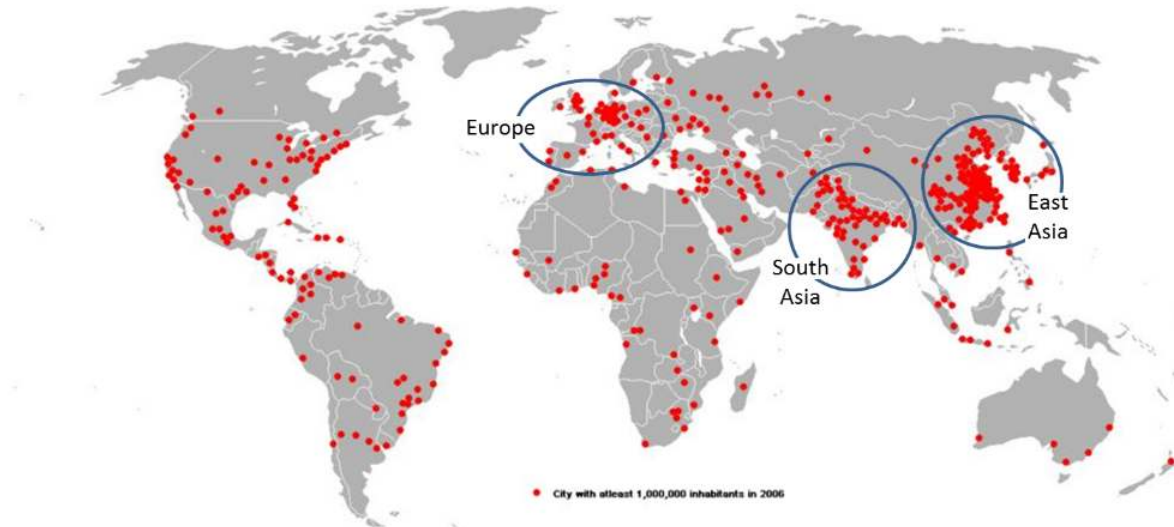 Europe
East
Asia
South
Asia
City with atleast 1,000,000 inhabitants in 2006